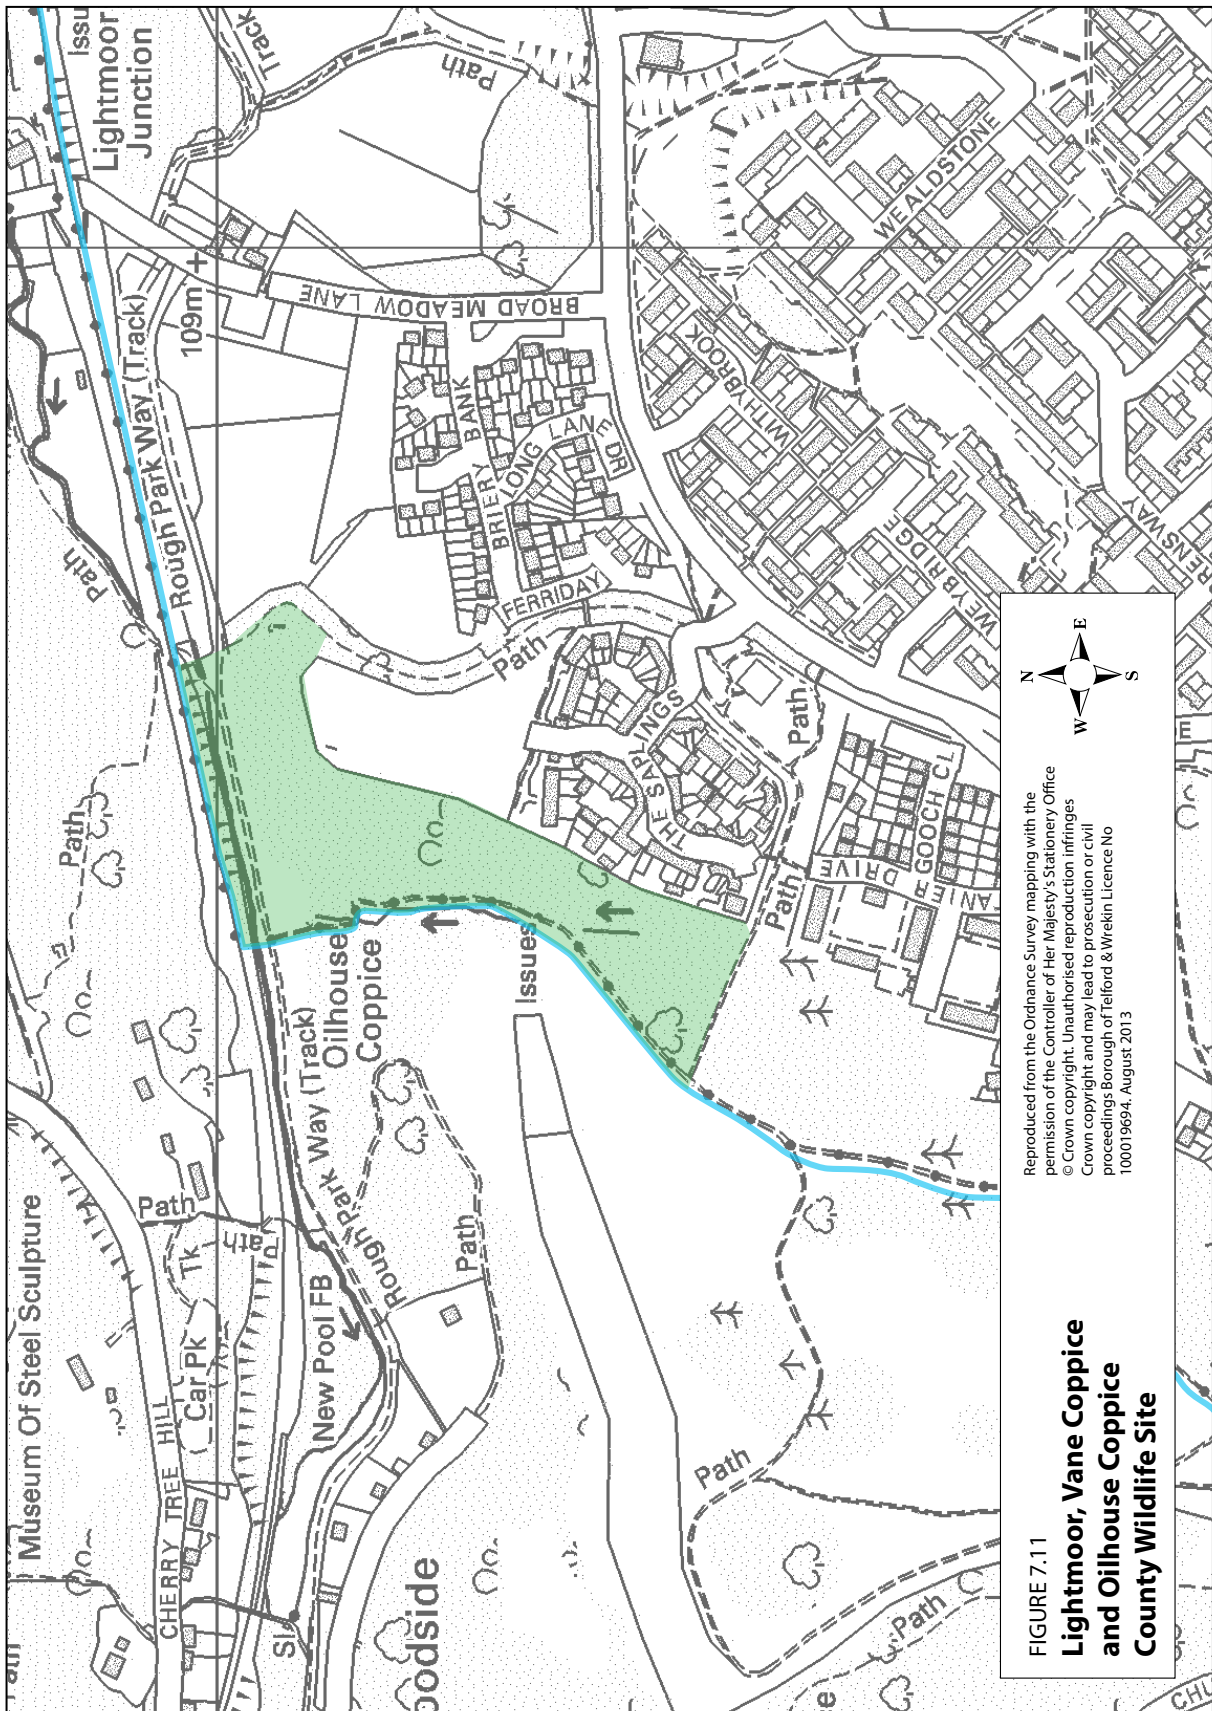 Museum Of Steel Sculpture
CHERRY TREE HILL
Car Pk
Tk
Path
Path
Path
Path
Rough Park Way (Track)
Lightmoor
Junction
Issu
Track
Path
109m
BROAD MEADOW LANE
New Pool FB
Sl
Rough Park Way (Track)
Oilhouse
Coppice
Issues
Path
oodside
BRIERY BANK
LONG LANE DR
FERRIDAY
Path
THE SAPLINGS
Path
Path
DRIVE
GOOCH CL
WITHYBROOK
WEALDSTONE
WEYBRIDGE
Path
Path
CHU
FIGURE 7.11
Lightmoor, Vane Coppice
and Oilhouse Coppice
County Wildlife Site
Reproduced from the Ordnance Survey mapping with the
permission of the Controller of Her Majesty's Stationery Office
© Crown copyright. Unauthorised reproduction infringes
Crown copyright and may lead to prosecution or civil
proceedings Borough of Telford & Wrekin Licence No
100019694. August 2013
N
W E
S